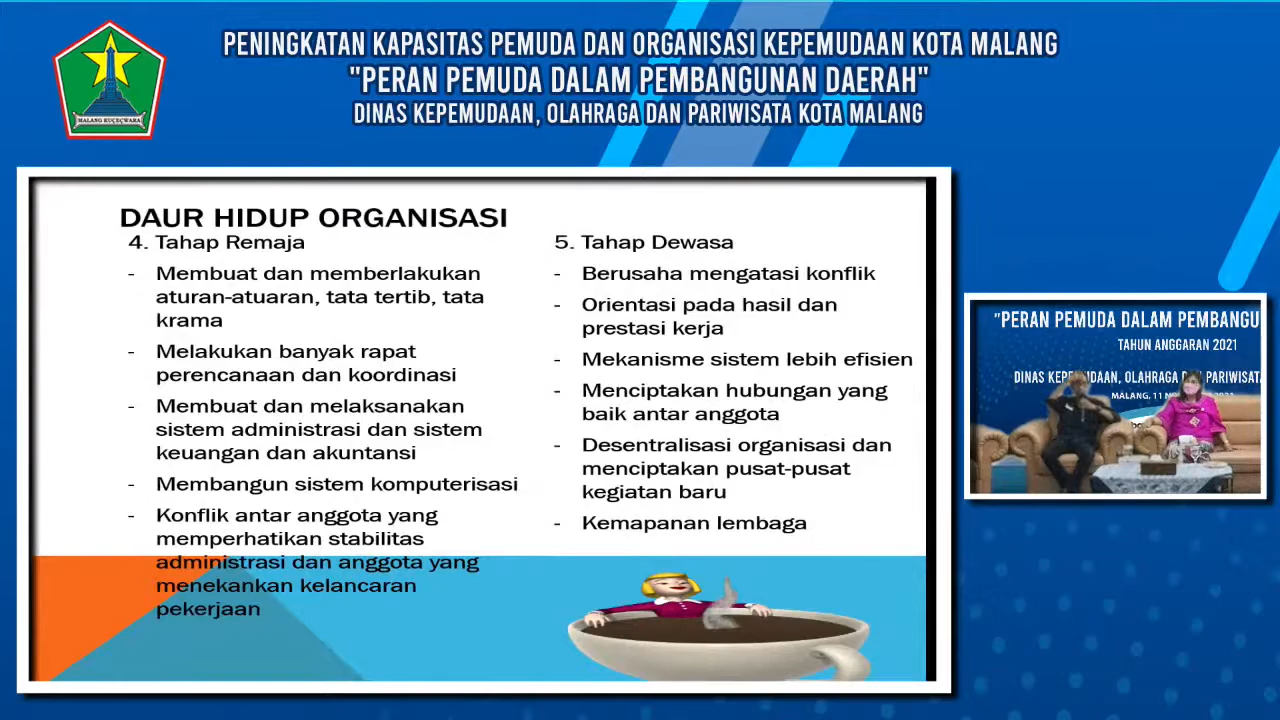 PENINGKATAN KAPASITAS PEMUDA DAN ORGANISASI KEPEMUDAAN KOTA MALANG
"PERAN PEMUDA DALAM PEMBANGUNAN DAERAH"
DINAS KEPEMUDAAN, OLAHRAGA DAN PARIWISATA KOTA MALANG
MALANG KUÇEÇWARA
DAUR HIDUP ORGANISASI
4. Tahap Remaja
- Membuat dan memberlakukan
aturan-atuaran, tata tertib, tata
krama
- Melakukan banyak rapat
perencanaan dan koordinasi
- Membuat dan melaksanakan
sistem administrasi dan sistem
keuangan dan akuntansi
- Membangun sistem komputerisasi
- Konflik antar anggota yang
memperhatikan stabilitas
administrasi dan anggota yang
menekankan kelancaran
pekerjaan
5. Tahap Dewasa
- Berusaha mengatasi konflik
- Orientasi pada hasil dan
prestasi kerja
- Mekanisme sistem lebih efisien
- Menciptakan hubungan yang
baik antar anggota
- Desentralisasi organisasi dan
menciptakan pusat-pusat
kegiatan baru
- Kemapanan lembaga
"PERAN PEMUDA DALAM PEMBANGU
TAHUN ANGGARAN 2021
DINAS OLAHRAGA PARIWISATA
MALANG, 11